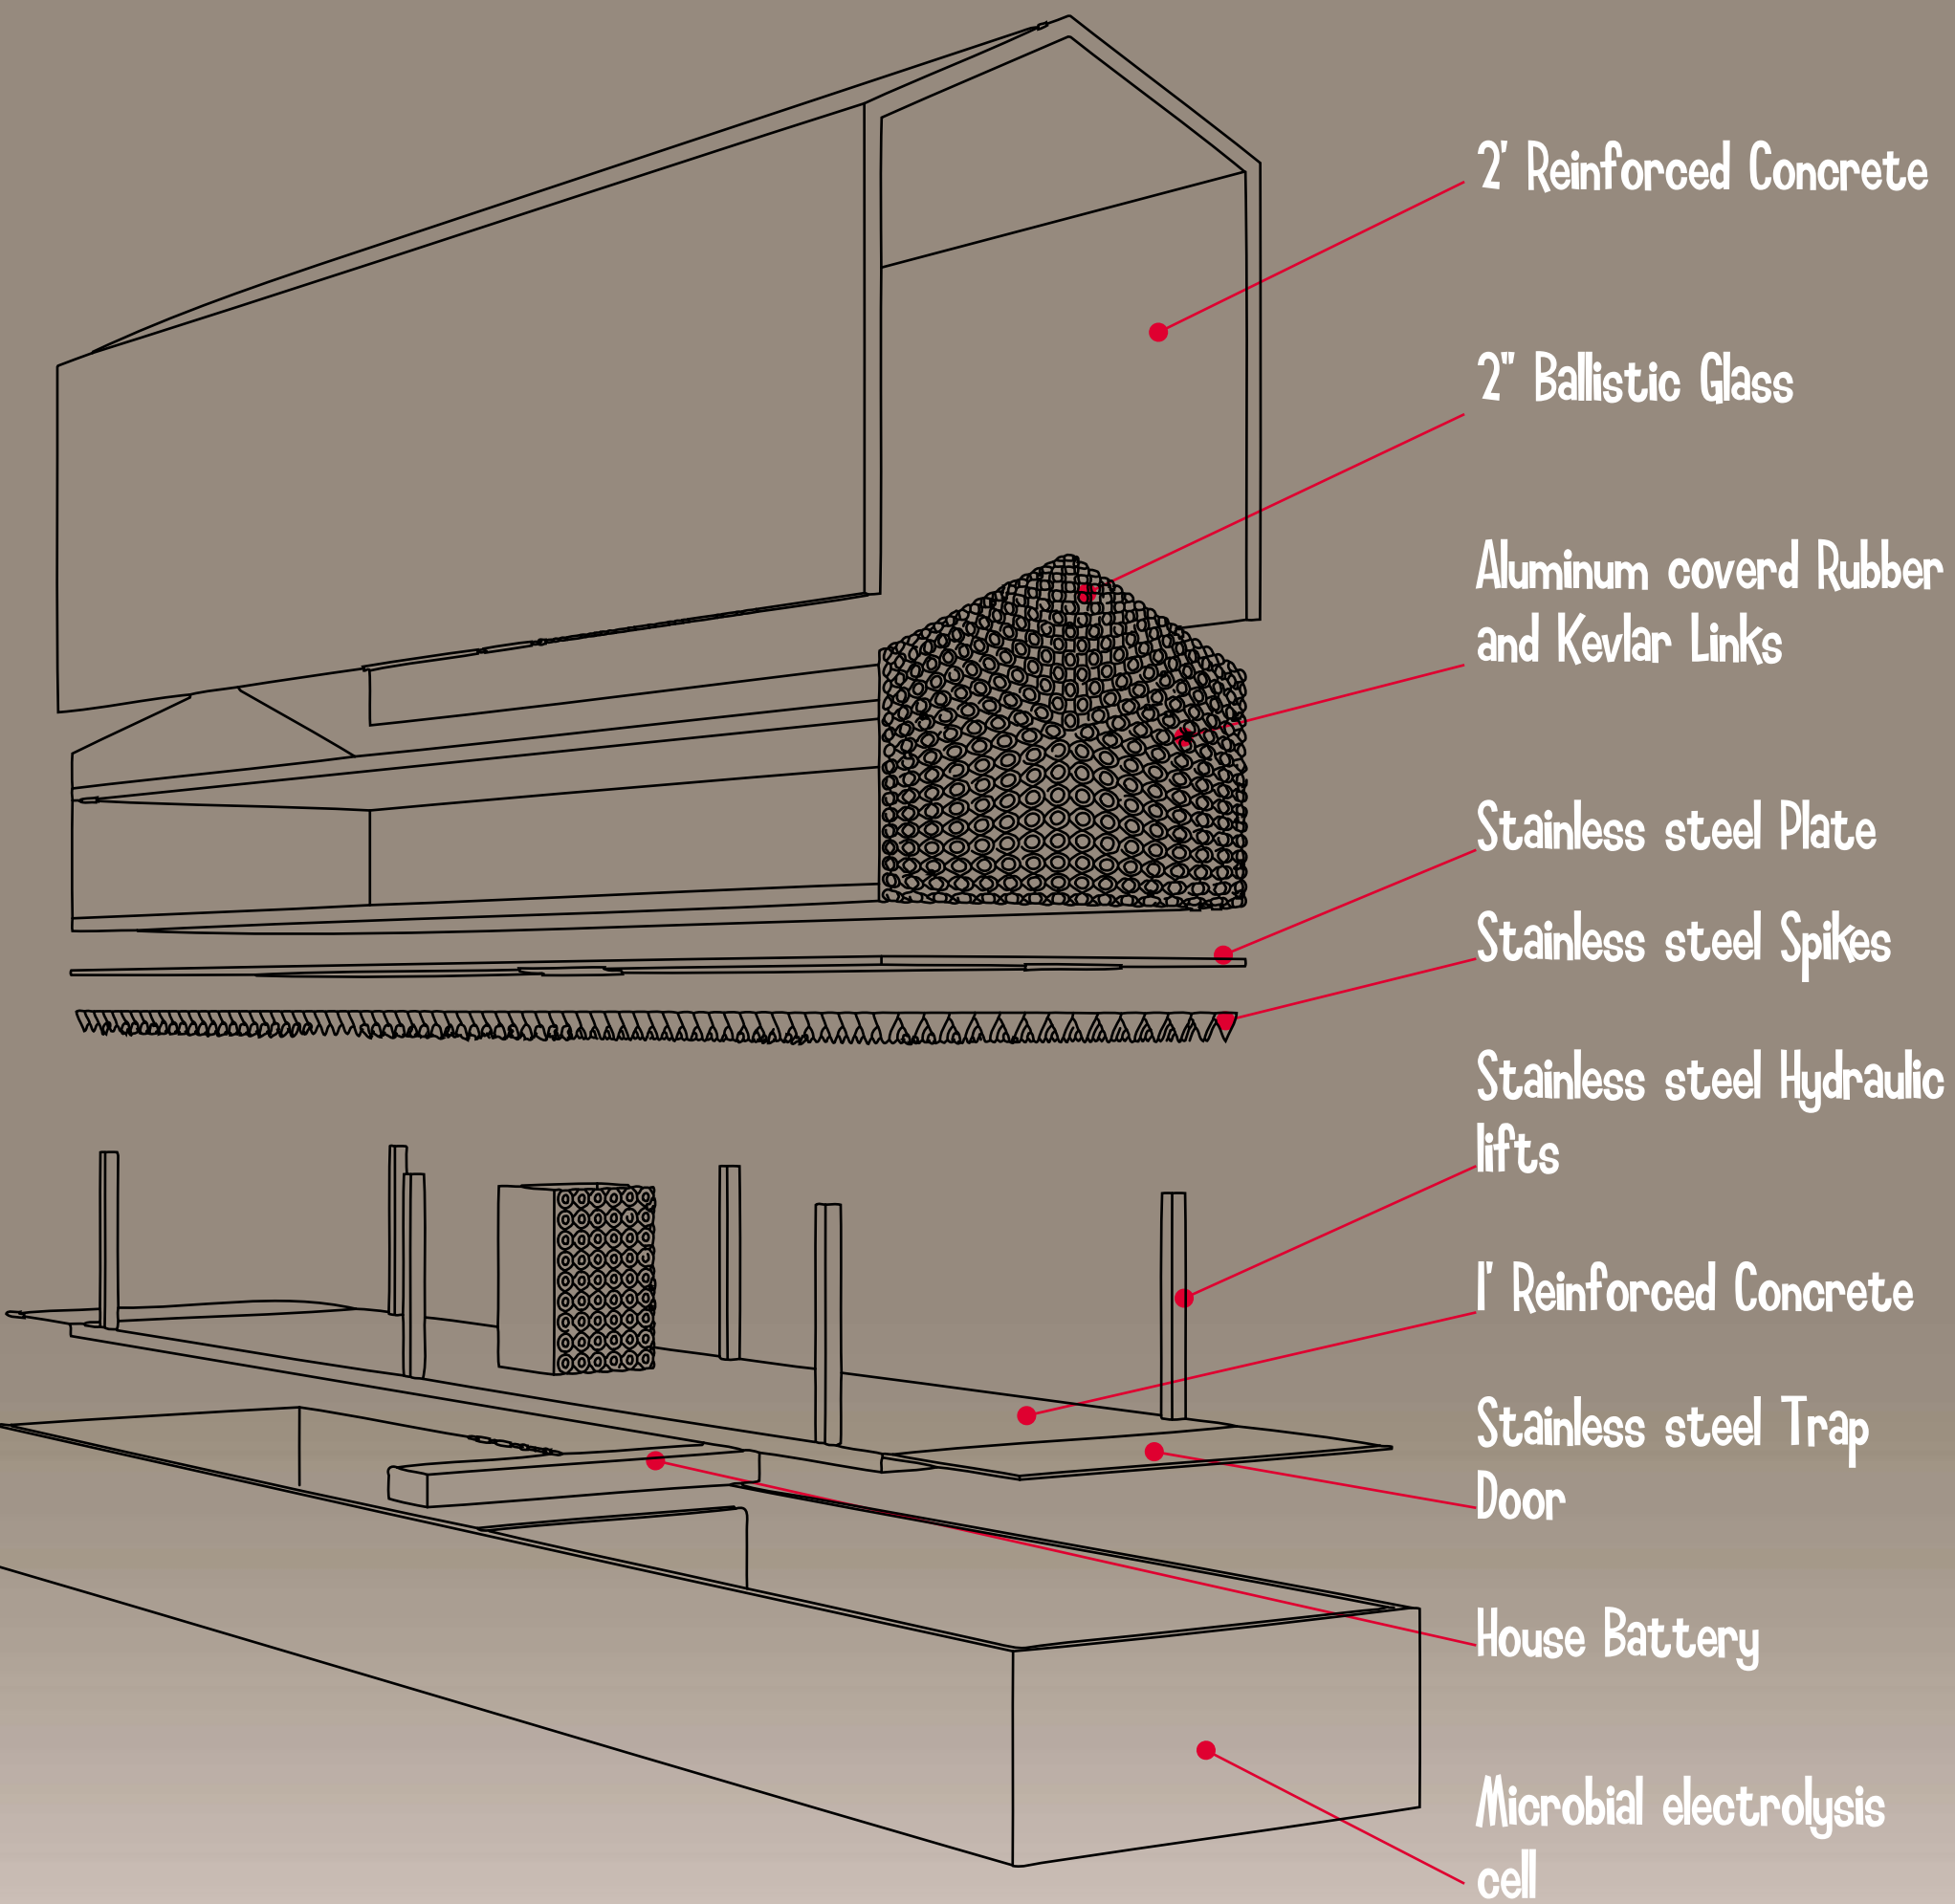 2' Reinforced Concrete
2" Ballistic Glass
Aluminum coverd Rubber
and Kevlar Links
Stainless steel Plate
Stainless steel Spikes
Stainless steel Hydraulic
lifts
1' Reinforced Concrete
Stainless steel Trap
Door
House Battery
Microbial electrolysis
cell